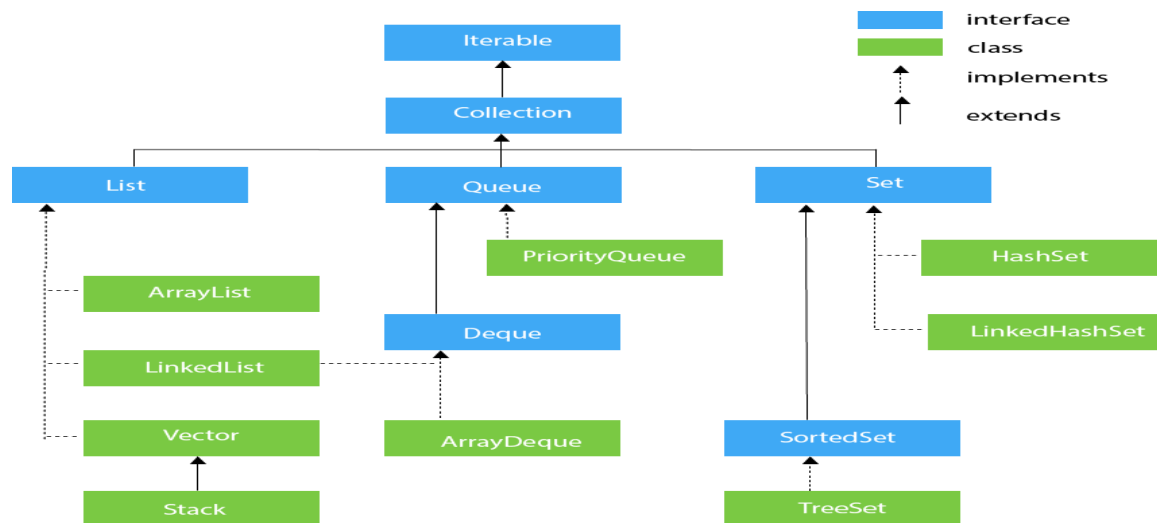 Iterable
interface
class
implements
extends
Collection
List
Queue
Set
PriorityQueue
HashSet
ArrayList
Deque
LinkedHashSet
LinkedList
Vector
ArrayDeque
SortedSet
Stack
TreeSet